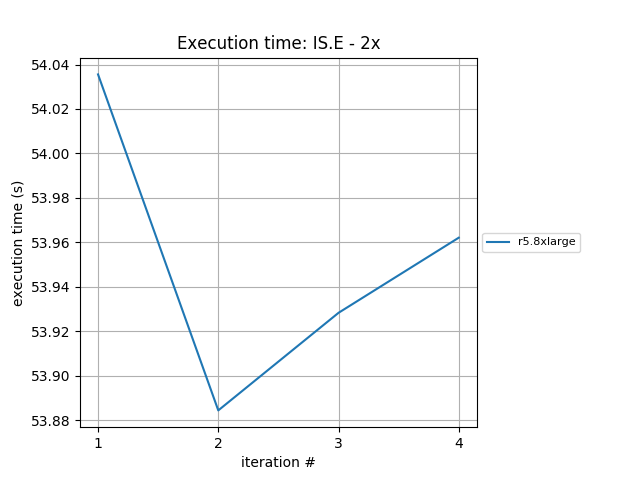 Execution time: IS.E - 2x
execution time (s)
54.04
54.02
54.00
53.98
53.96
53.94
53.92
53.90
53.88
1 2 3 4
iteration #
r5.8xlarge